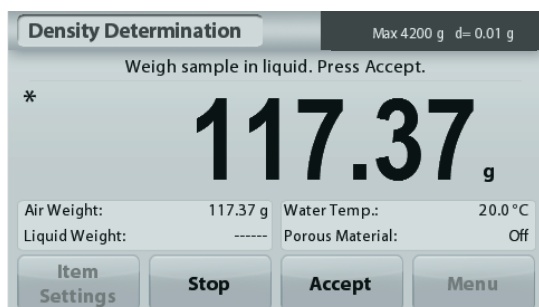 Density Determination
Max 4200 g d= 0.01 g
Weigh sample in liquid. Press Accept.
*
117.37 g
Air Weight: 117.37 g Water Temp.: 20.0°C
Liquid Weight: ------ Porous Material: Off
Item Settings
Stop
Accept
Menu